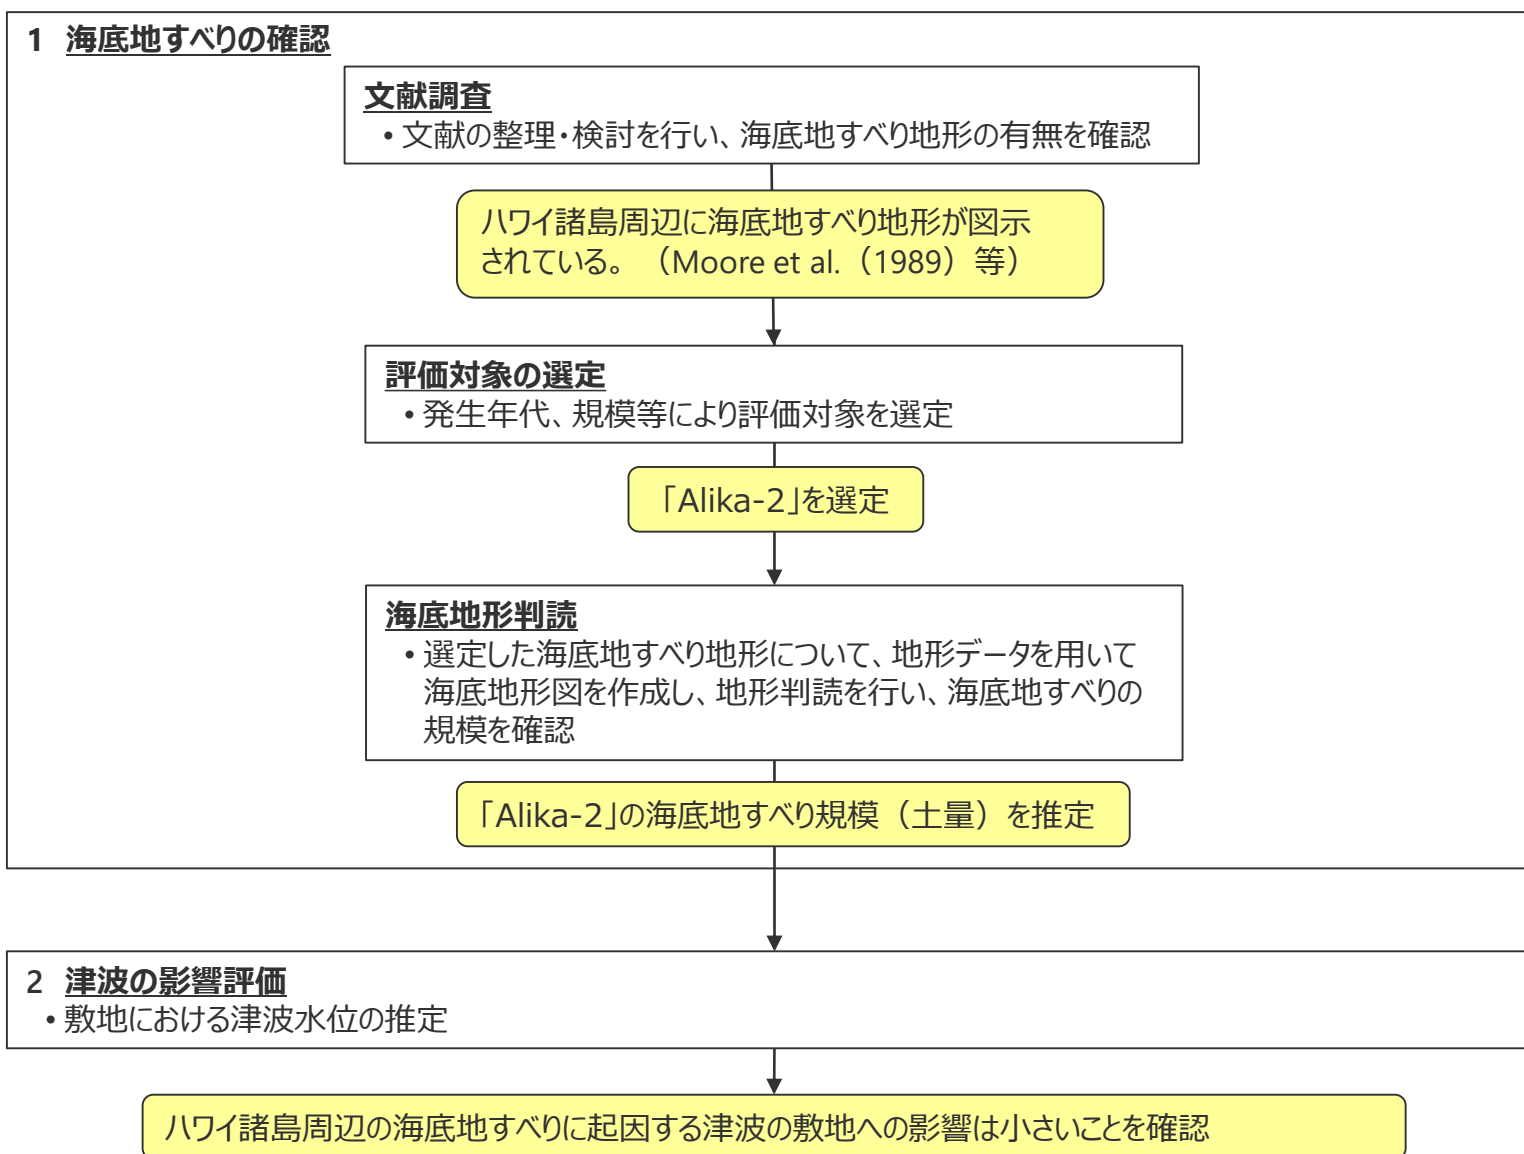 1 海底地すべりの確認
文献調査
• 文献の整理・検討を行い、海底地すべり地形の有無を確認
ハワイ諸島周辺に海底地すべり地形が図示
されている。 （Moore et al.（1989）等）
評価対象の選定
• 発生年代、規模等により評価対象を選定
「Alika-2」を選定
海底地形判読
• 選定した海底地すべり地形について、地形データを用いて
海底地形図を作成し、地形判読を行い、海底地すべりの
規模を確認
「Alika-2」の海底地すべり規模（土量）を推定
2 津波の影響評価
• 敷地における津波水位の推定
ハワイ諸島周辺の海底地すべりに起因する津波の敷地への影響は小さいことを確認